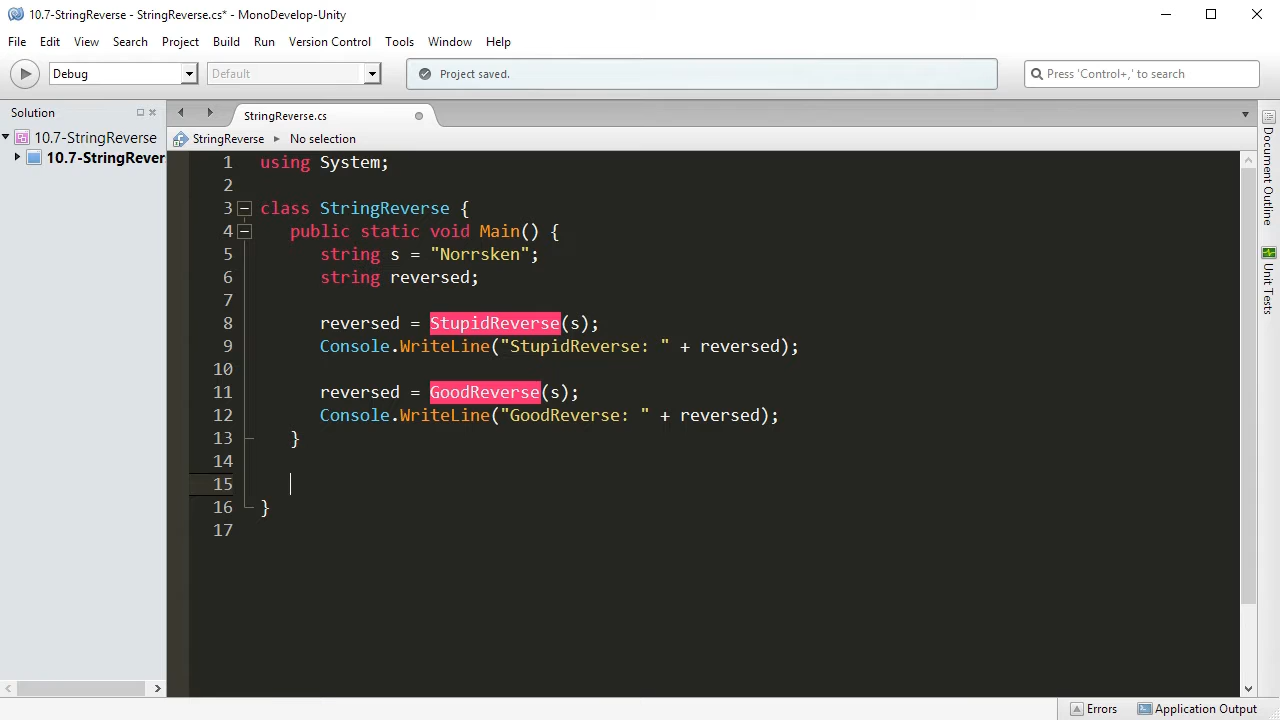 10.7-StringReverse - StringReverse.cs* - MonoDevelop-Unity
File Edit View Search Project Build Run Version Control Tools Window Help
Debug Default Project saved. Press 'Control+,' to search
Solution
10.7-StringReverse
10.7-StringRever
StringReverse.cs
StringReverse No selection
1 using System;
2
3 class StringReverse {
4 public static void Main() {
5 string s = "Norrsken";
6 string reversed;
7
8 reversed = StupidReverse(s);
9 Console.WriteLine("StupidReverse: " + reversed);
10
11 reversed = GoodReverse(s);
12 Console.WriteLine("GoodReverse: " + reversed);
13 }
14
15
16 }
17
Document Outline
Unit Tests
Errors Application Output